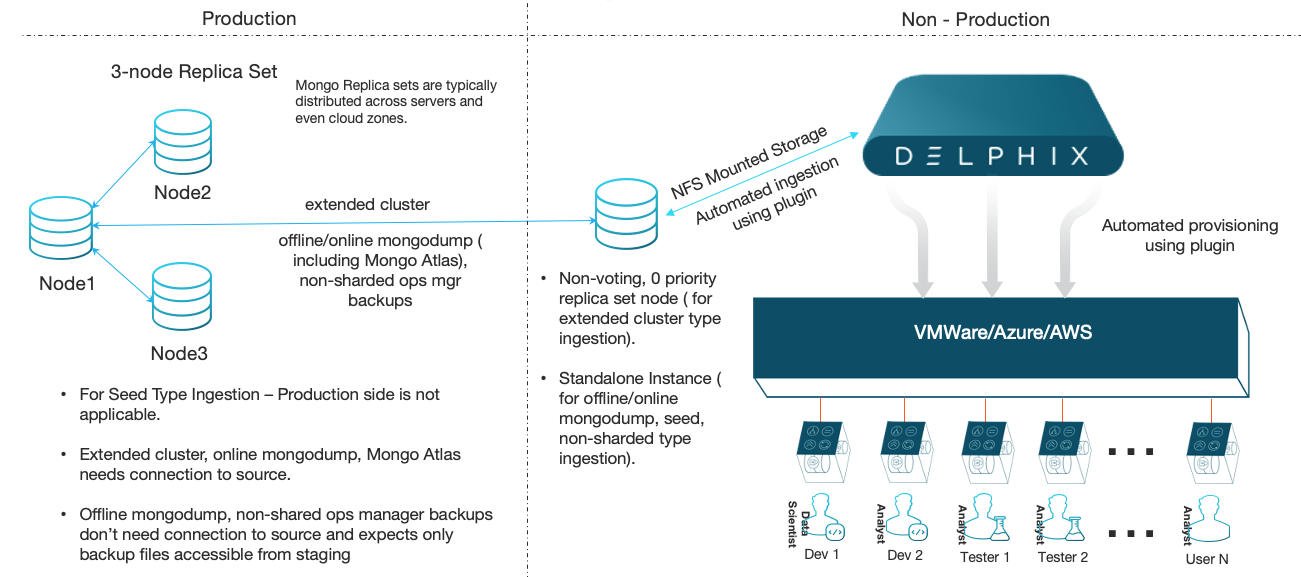 Production
Non - Production
3-node Replica Set
Mongo Replica sets are typically
distributed across servers and
even cloud zones.
Node2
Node1
Node3
extended cluster
offline/online mongodump (
including Mongo Atlas),
non-sharded ops mgr
backups
• For Seed Type Ingestion – Production side is not
applicable.
• Extended cluster, online mongodump, Mongo Atlas
needs connection to source.
• Offline mongodump, non-shared ops manager backups
don’t need connection to source and expects only
backup files accessible from staging
NFS Mounted Storage
Automated ingestion
using plugin
• Non-voting, 0 priority
replica set node ( for
extended cluster type
ingestion).
• Standalone Instance (
for offline/online
mongodump, seed,
non-sharded type
ingestion).
DELPHIX
Automated provisioning
using plugin
VMWare/Azure/AWS
Data
Scientist
Dev 1
Analyst
Dev 2
Analyst
Tester 1
Analyst
Tester 2
Analyst
User N